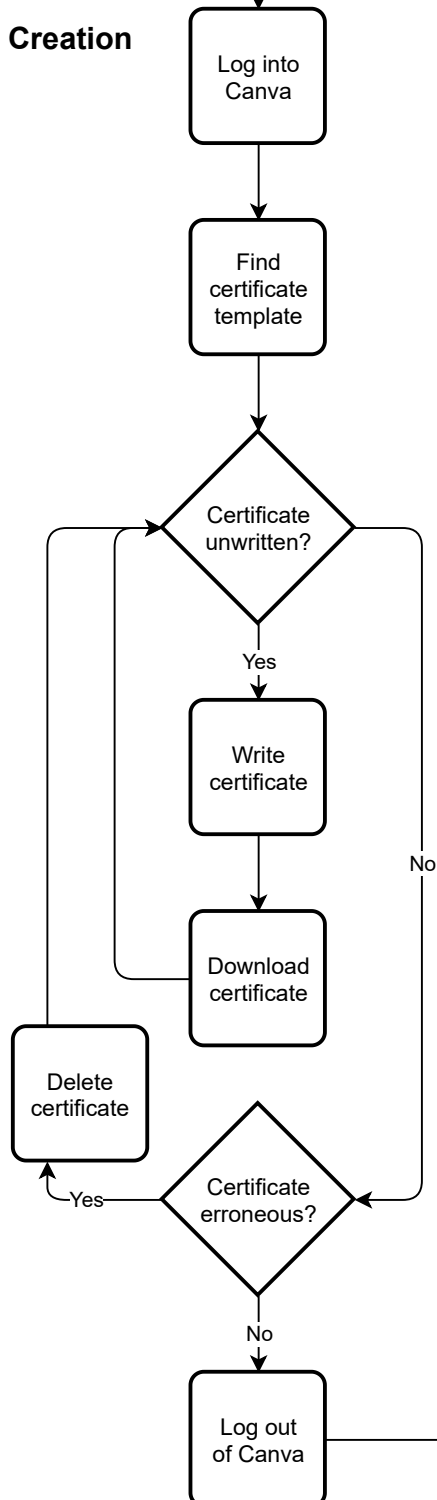 Creation
Log into
Canva
Find
certificate
template
Certificate
unwritten?
Yes
Write
certificate
No
Download
certificate
Delete
certificate
Certificate
erroneous?
Yes
No
Log out
of Canva